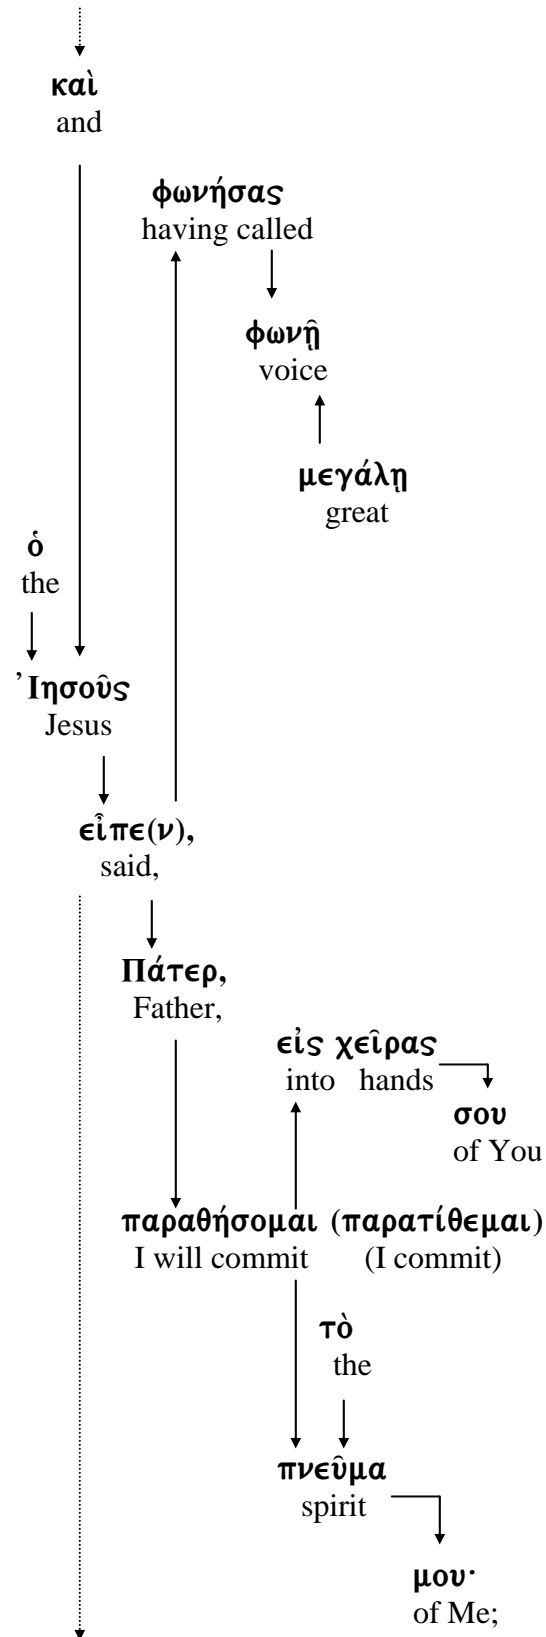 καὶ
and
φωνήσας
having called
φωνῇ
voice
μεγάλῃ
great
ὁ
the
Ἰησοῦς
Jesus
εἶπε(ν),
said,
Πάτερ,
Father,
εἰς χεῖρας
into hands
σου
of You
παραθήσομαι (παρατίθεμαι)
I will commit (I commit)
τὸ
the
πνεῦμα
spirit
μου·
of Me;